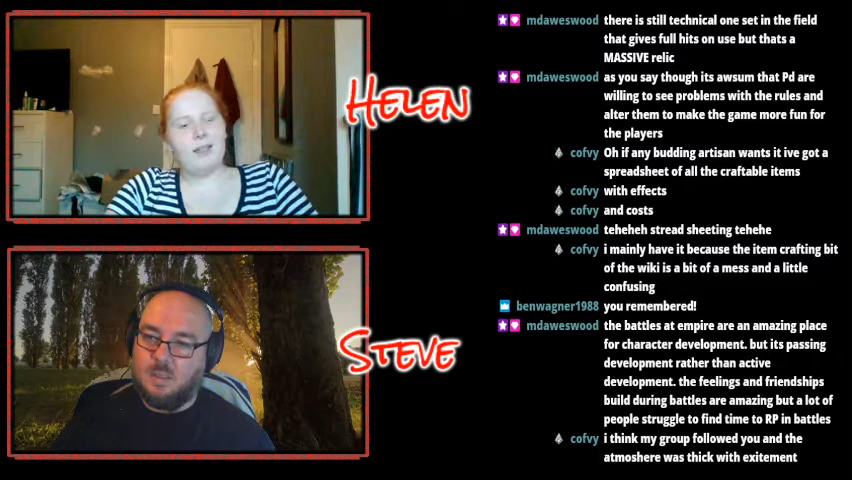 HELEN
STEVE
mdaweswood there is still technical one set in the field
that gives full hits on use but thats a
MASSIVE relic
mdaweswood as you say though its awsum that Pd are
willing to see problems with the rules and
alter them to make the game more fun for
the players
cofvy Oh if any budding artisan wants it ive got a
spreadsheet of all the craftable items
cofvy with effects
cofvy and costs
mdaweswood teheheh stread sheeting tehehe
cofvy i mainly have it because the item crafting bit
of the wiki is a bit of a mess and a little
confusing
benwagner1988 you remembered!
mdaweswood the battles at empire are an amazing place
for character development. but its passing
development rather than active
development. the feelings and friendships
build during battles are amazing but a lot of
people struggle to find time to RP in battles
cofvy i think my group followed you and the
atmoshere was thick with exitement